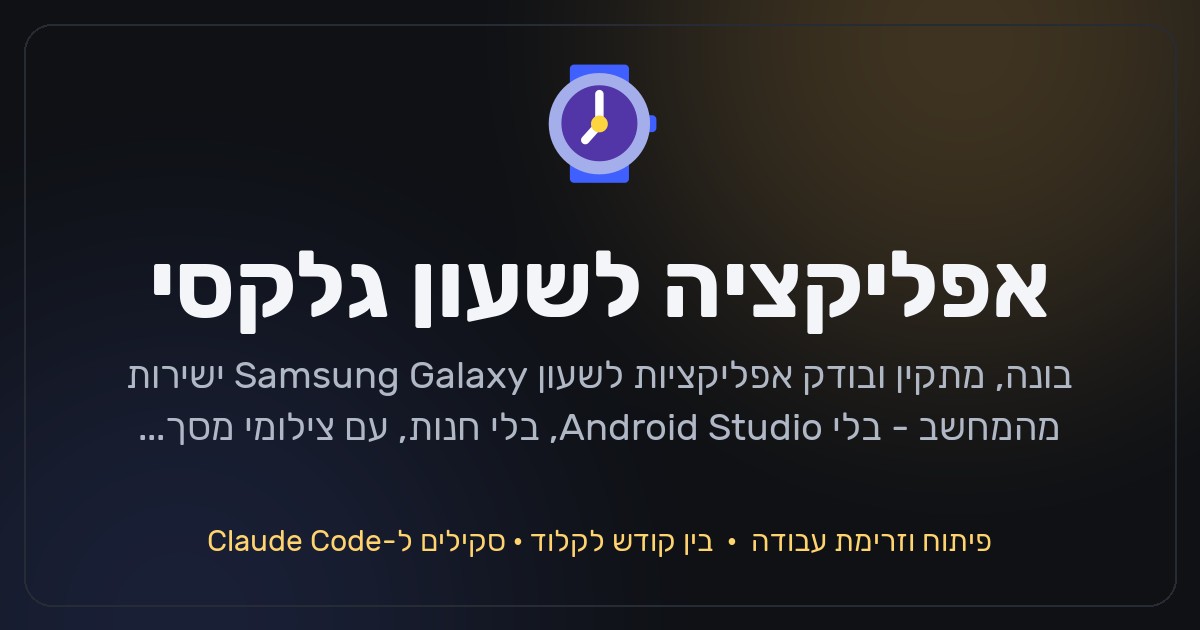 אפליקציה לשעון גלקסי
בונה, מתקין ובודק אפליקציות לשעון Samsung Galaxy ישירות
מהמחשב - בלי Android Studio, בלי חנות, עם צילומי מסך...
פיתוח וזרימת עבודה • בין קודש לקלוד • סקילים ל-Claude Code